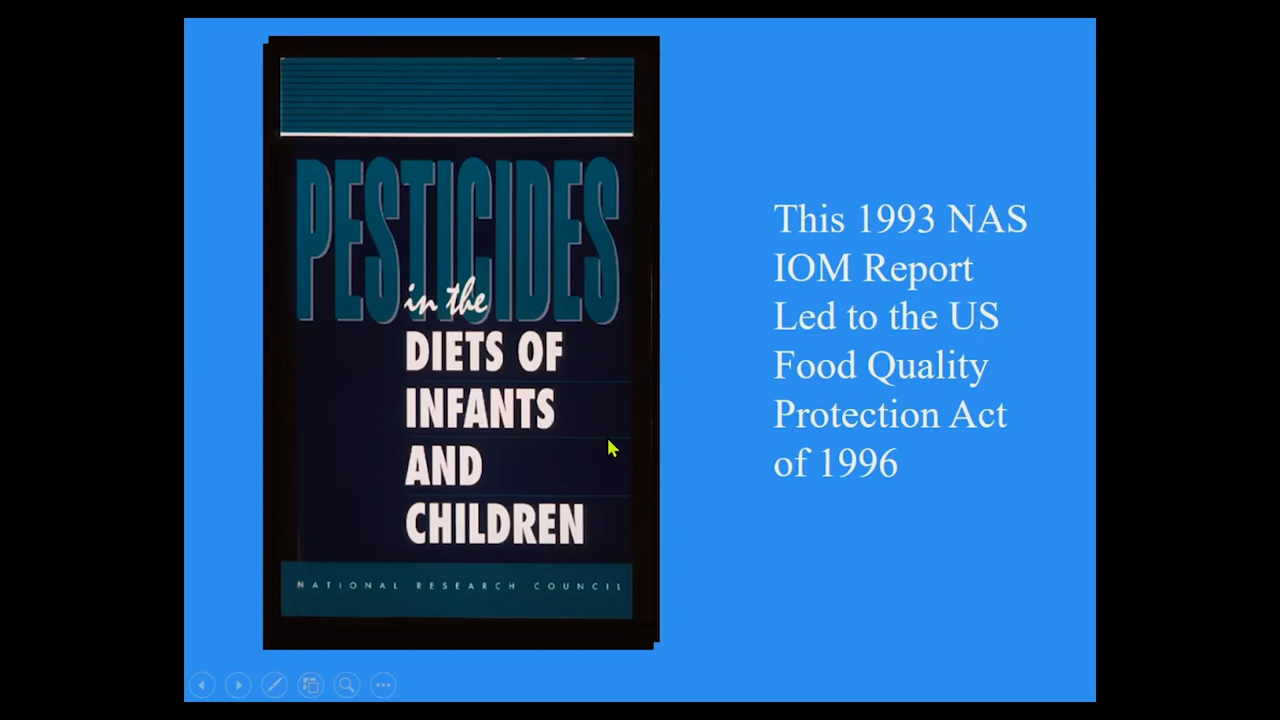 PESTICIDES
in the
DIETS OF
INFANTS
AND
CHILDREN
NATIONAL RESEARCH COUNCIL
This 1993 NAS
IOM Report
Led to the US
Food Quality
Protection Act
of 1996